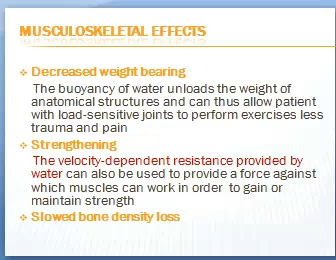 MUSCULOSKELETAL EFFECTS
❖ Decreased weight bearing
The buoyancy of water unloads the weight of
anatomical structures and can thus allow patient
with load-sensitive joints to perform exercises less
trauma and pain
❖ Strengthening
The velocity-dependent resistance provided by
water can also be used to provide a force against
which muscles can work in order to gain or
maintain strength
❖ Slowed bone density loss